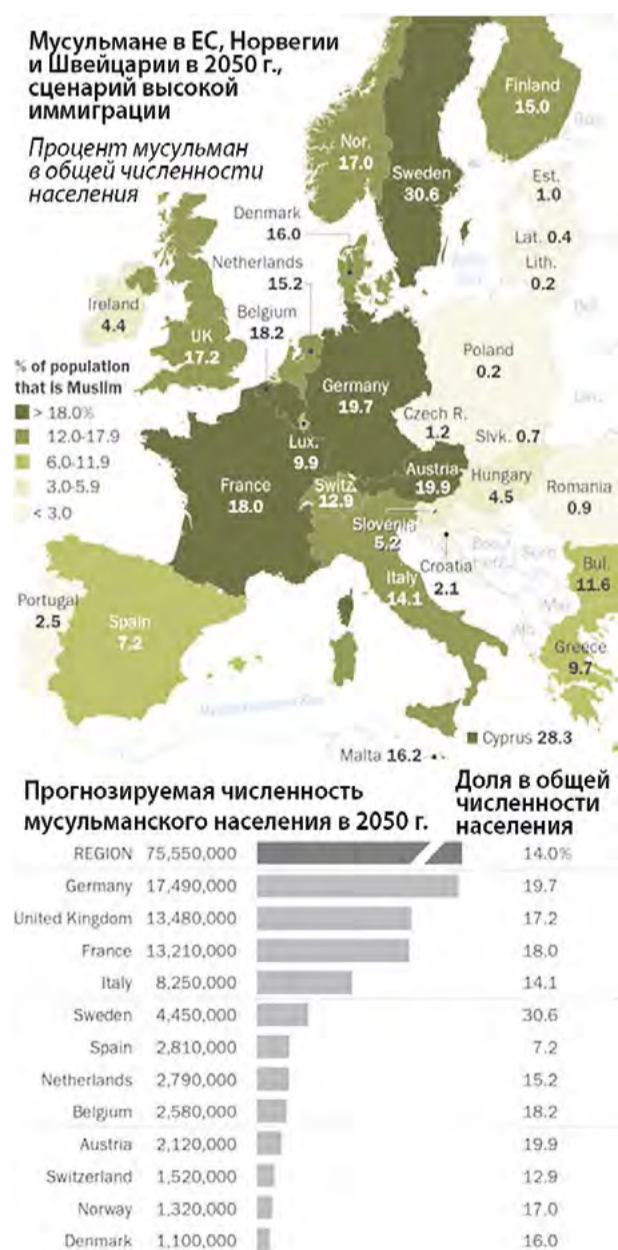 Мусульмане в ЕС, Норвегии
и Швейцарии в 2050 г.,
сценарий высокой
иммиграции
Процент мусульман
в общей численности
населения
Finland
15.0
Nor.
17.0
Sweden
30.6
Est.
1.0
Denmark
16.0
Lat. 0.4
Netherlands
15.2
Lith.
0.2
Ireland
4.4
Belgium
18.2
UK
17.2
Poland
0.2
% of population
that is Muslim
> 18.0%
12.0-17.9
6.0-11.9
3.0-5.9
< 3.0
Germany
19.7
Czech R.
1.2
Slvk. 0.7
Lux.
9.9
Austria
19.9
Hungary
4.5
Romania
0.9
France
18.0
Switz.
12.9
Slovenia
5.2
Croatia
2.1
Bul.
11.6
Italy
14.1
Portugal
2.5
Spain
7.2
Greece
9.7
Cyprus 28.3
Malta 16.2
Прогнозируемая численность
мусульманского населения в 2050 г.
Доля в общей
численности
населения
REGION 75,550,000 14.0%
Germany 17,490,000 19.7
United Kingdom 13,480,000 17.2
France 13,210,000 18.0
Italy 8,250,000 14.1
Sweden 4,450,000 30.6
Spain 2,810,000 7.2
Netherlands 2,790,000 15.2
Belgium 2,580,000 18.2
Austria 2,120,000 19.9
Switzerland 1,520,000 12.9
Norway 1,320,000 17.0
Denmark 1,100,000 16.0